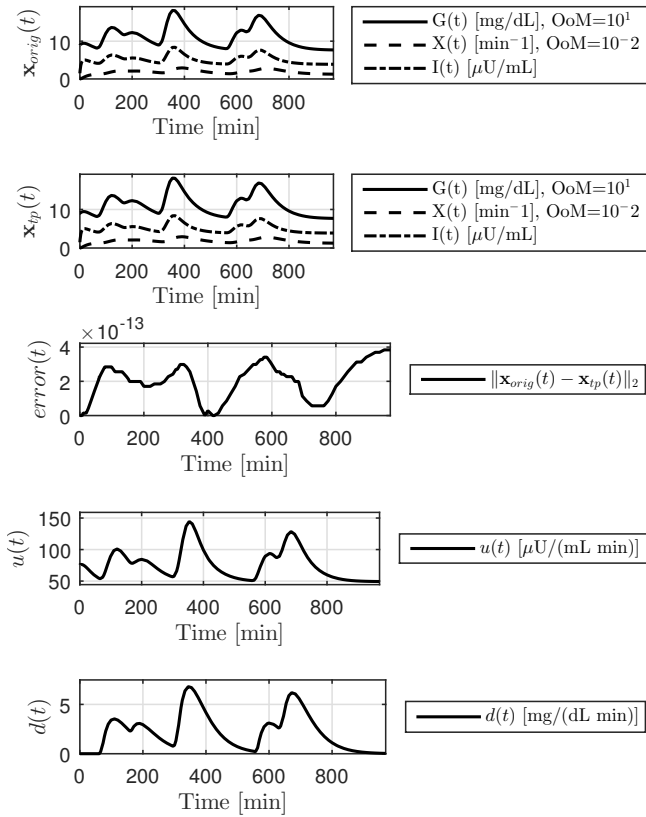 x_orig(t)
10
0
0 200 400 600 800
Time [min]
G(t) [mg/dL], OoM=10^1
X(t) [min^−1], OoM=10^−2
I(t) [μU/mL]
x_tp(t)
10
0
0 200 400 600 800
Time [min]
G(t) [mg/dL], OoM=10^1
X(t) [min^−1], OoM=10^−2
I(t) [μU/mL]
×10^-13
error(t)
4
2
0
0 200 400 600 800
Time [min]
‖x_orig(t) − x_tp(t)‖_2
u(t)
150
100
50
0 200 400 600 800
Time [min]
u(t) [μU/(mL min)]
d(t)
5
0
0 200 400 600 800
Time [min]
d(t) [mg/(dL min)]